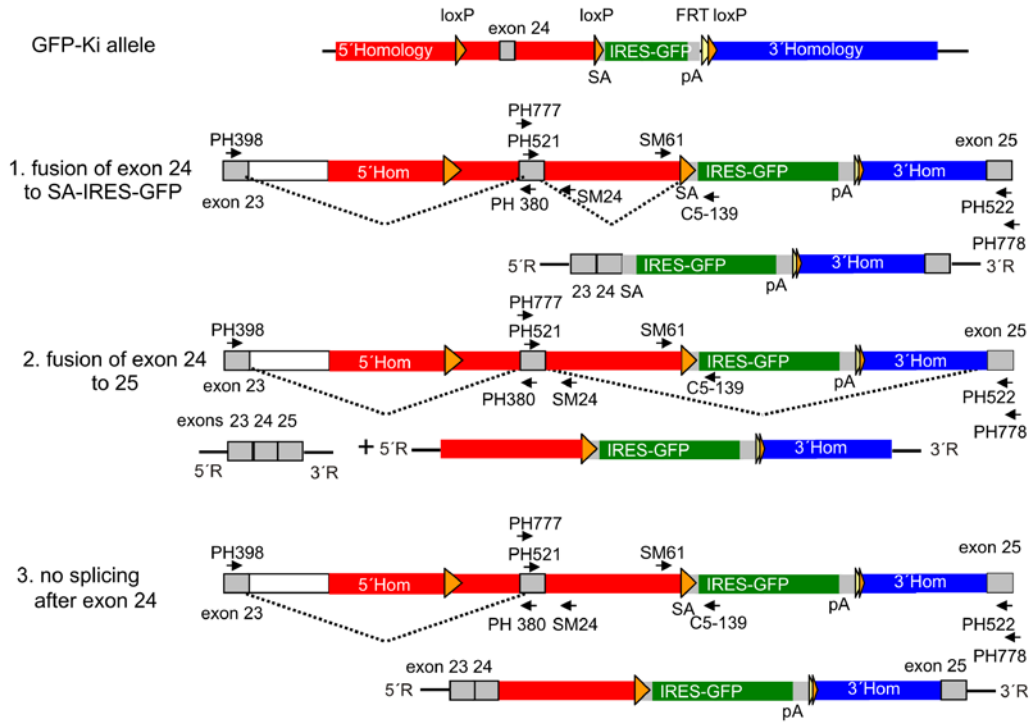 loxP loxP FRT loxP
exon 24
GFP-Ki allele
5´Homology IRES-GFP 3´Homology
SA pA
PH777
PH398 PH521 SM61 exon 25
1. fusion of exon 24
to SA-IRES-GFP
5´Hom IRES-GFP 3´Hom
exon 23 PH 380 SM24 SA C5-139 pA PH522
PH778
5´R IRES-GFP 3´Hom 3´R
23 24 SA pA
PH777
PH398 PH521 SM61 exon 25
2. fusion of exon 24
to 25
5´Hom IRES-GFP 3´Hom
exon 23 PH380 SM24 C5-139 pA PH522
PH778
exons 23 24 25
5´R 3´R + 5´R IRES-GFP 3´Hom 3´R
PH777
PH398 PH521 SM61 exon 25
3. no splicing
after exon 24
5´Hom IRES-GFP 3´Hom
exon 23 PH 380 SM24 SA C5-139 pA PH522
PH778
exon 23 24 exon 25
5´R IRES-GFP 3´Hom 3´R
pA